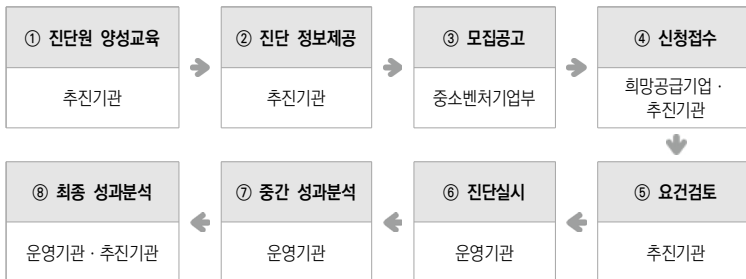 ① 진단원 양성교육
추진기관
② 진단 정보제공
추진기관
③ 모집공고
중소벤처기업부
④ 신청접수
희망공급기업 ·
추진기관
⑤ 요건검토
추진기관
⑥ 진단실시
운영기관
⑦ 중간 성과분석
운영기관
⑧ 최종 성과분석
운영기관 · 추진기관